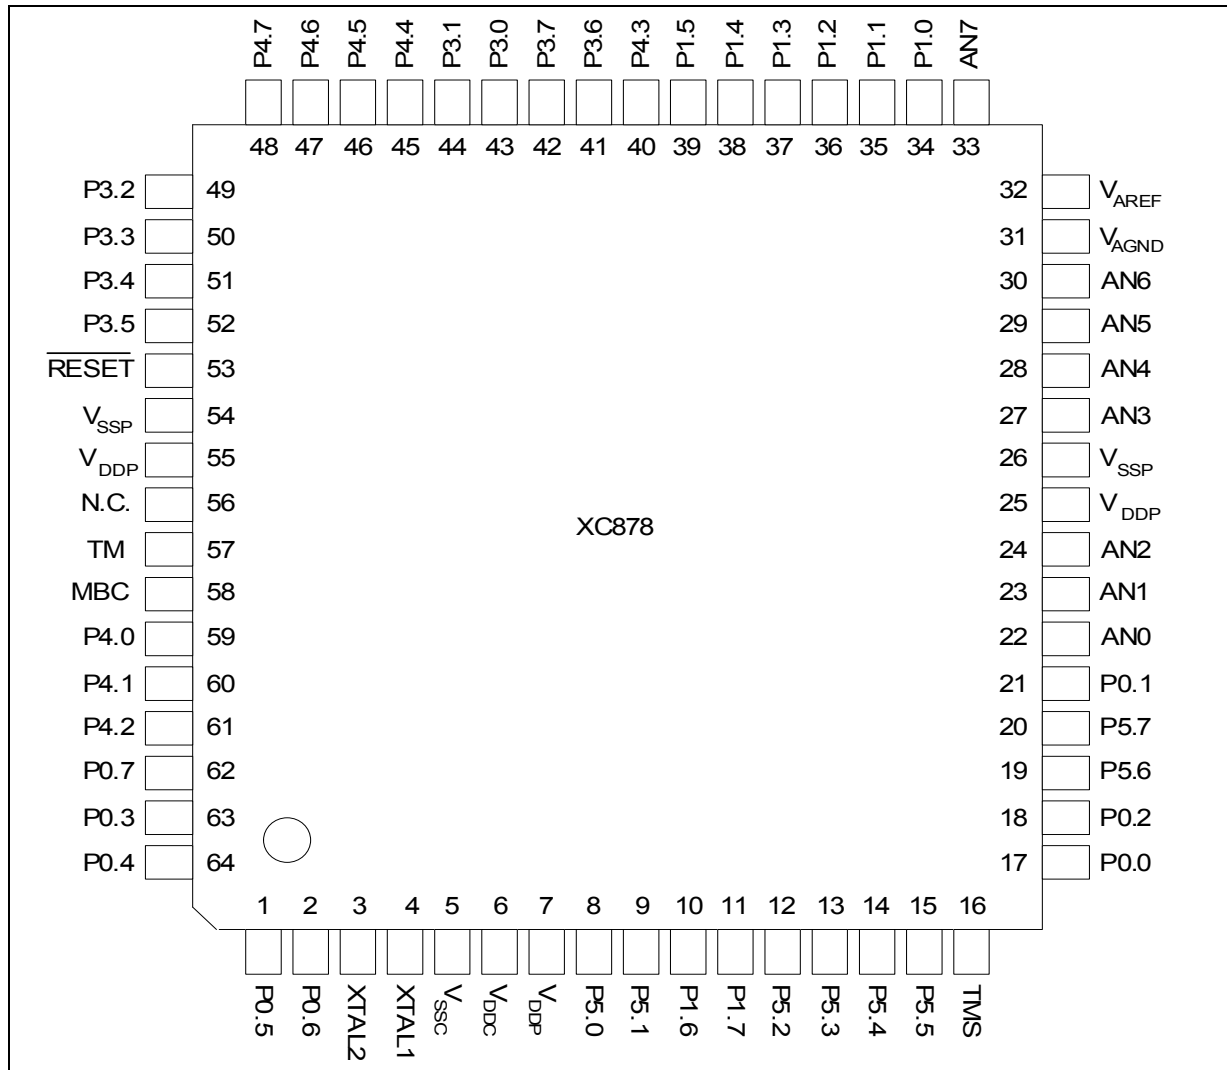 P4.7 P4.6 P4.5 P4.4 P3.1 P3.0 P3.7 P3.6 P4.3 P1.5 P1.4 P1.3 P1.2 P1.1 P1.0 AN7
48 47 46 45 44 43 42 41 40 39 38 37 36 35 34 33
P3.2 49 32 VAREF
P3.3 50 31 VAGND
P3.4 51 30 AN6
P3.5 52 29 AN5
RESET 53 28 AN4
VSSP 54 27 AN3
VDDP 55 26 VSSP
N.C. 56 25 VDDP
XC878
TM 57 24 AN2
MBC 58 23 AN1
P4.0 59 22 AN0
P4.1 60 21 P0.1
P4.2 61 20 P5.7
P0.7 62 19 P5.6
P0.3 63 18 P0.2
P0.4 64 17 P0.0
1 2 3 4 5 6 7 8 9 10 11 12 13 14 15 16
P0.5 P0.6 XTAL2 XTAL1 VSSC VDDC VDDP P5.0 P5.1 P1.6 P1.7 P5.2 P5.3 P5.4 P5.5 TMS